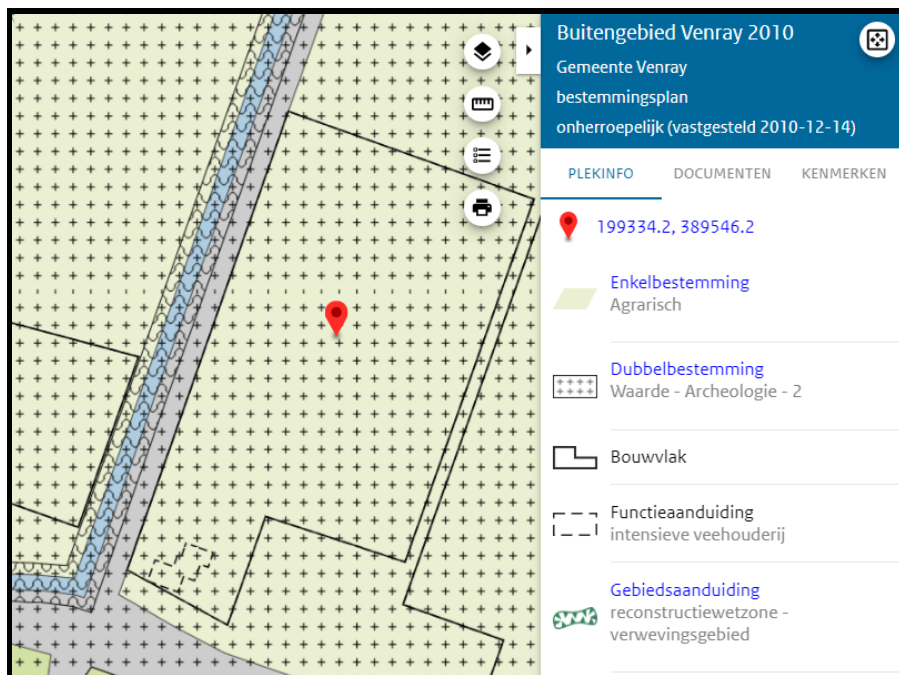 Buitengebied Venray 2010
Gemeente Venray
bestemmingsplan
onherroepelijk (vastgesteld 2010-12-14)
PLEKINFO DOCUMENTEN KENMERKEN
199334.2, 389546.2
Enkelbestemming
Agrarisch
Dubbelbestemming
Waarde - Archeologie - 2
Bouwvlak
Functieaanduiding
intensieve veehouderij
Gebiedsaanduiding
reconstructiewetzone -
verwevingsgebied